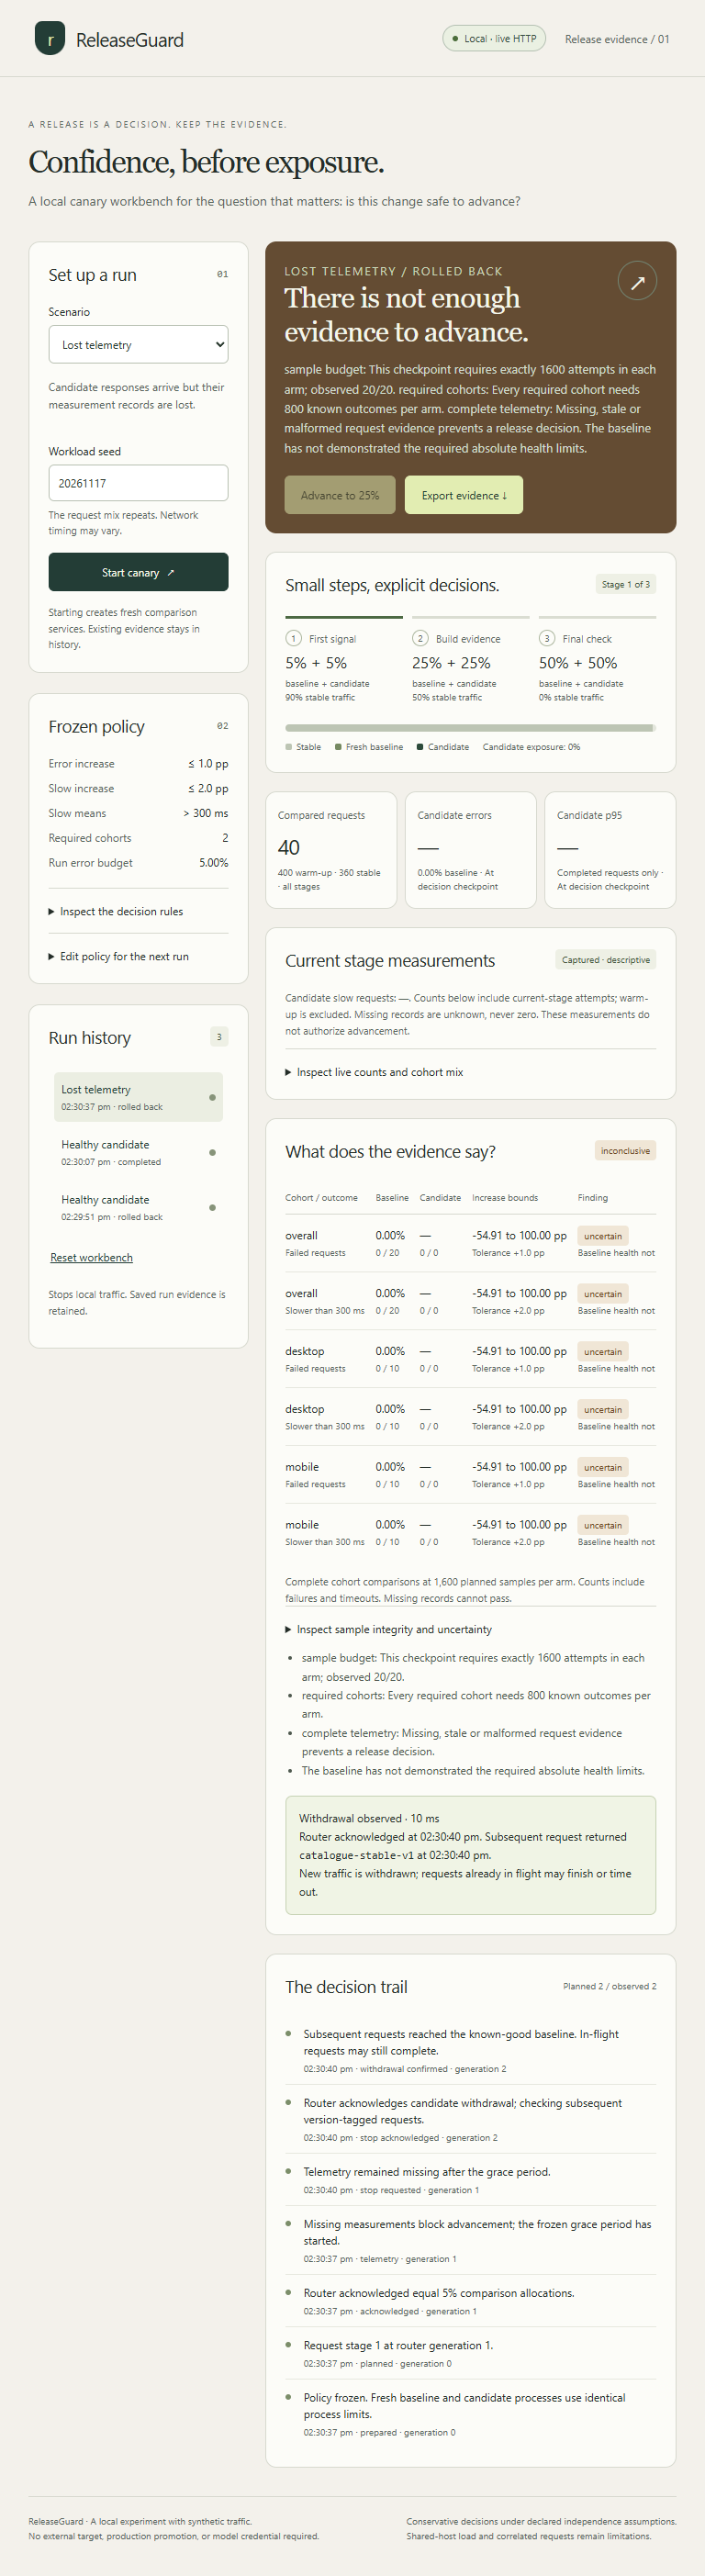 r ReleaseGuard
Local · live HTTP
Release evidence / 01
A RELEASE IS A DECISION. KEEP THE EVIDENCE.
Confidence, before exposure.
A local canary workbench for the question that matters: is this change safe to advance?
Set up a run
01
Scenario
Lost telemetry
Candidate responses arrive but their
measurement records are lost.
Workload seed
20261117
The request mix repeats. Network
timing may vary.
Start canary ↗
Starting creates fresh comparison
services. Existing evidence stays in
history.
Frozen policy
02
Error increase ≤ 1.0 pp
Slow increase ≤ 2.0 pp
Slow means > 300 ms
Required cohorts 2
Run error budget 5.00%
▶ Inspect the decision rules
▶ Edit policy for the next run
Run history
3
Lost telemetry
02:30:37 pm · rolled back
Healthy candidate
02:30:07 pm · completed
Healthy candidate
02:29:51 pm · rolled back
Reset workbench
Stops local traffic. Saved run evidence is
retained.
LOST TELEMETRY / ROLLED BACK
↗
There is not enough
evidence to advance.
sample budget: This checkpoint requires exactly 1600 attempts in each
arm; observed 20/20. required cohorts: Every required cohort needs
800 known outcomes per arm. complete telemetry: Missing, stale or
malformed request evidence prevents a release decision. The baseline
has not demonstrated the required absolute health limits.
Advance to 25%
Export evidence ↓
Small steps, explicit decisions.
Stage 1 of 3
1 First signal
5% + 5%
baseline + candidate
90% stable traffic
2 Build evidence
25% + 25%
baseline + candidate
50% stable traffic
3 Final check
50% + 50%
baseline + candidate
0% stable traffic
Stable Fresh baseline Candidate Candidate exposure: 0%
Compared requests
40
400 warm-up · 360 stable
· all stages
Candidate errors
—
0.00% baseline · At
decision checkpoint
Candidate p95
—
Completed requests only ·
At decision checkpoint
Current stage measurements
Captured · descriptive
Candidate slow requests: —. Counts below include current-stage attempts; warm-
up is excluded. Missing records are unknown, never zero. These measurements do
not authorize advancement.
▶ Inspect live counts and cohort mix
What does the evidence say?
inconclusive
Cohort / outcome Baseline Candidate Increase bounds Finding
overall 0.00% — -54.91 to 100.00 pp uncertain
Failed requests 0 / 20 0 / 0 Tolerance +1.0 pp Baseline health not
overall 0.00% — -54.91 to 100.00 pp uncertain
Slower than 300 ms 0 / 20 0 / 0 Tolerance +2.0 pp Baseline health not
desktop 0.00% — -54.91 to 100.00 pp uncertain
Failed requests 0 / 10 0 / 0 Tolerance +1.0 pp Baseline health not
desktop 0.00% — -54.91 to 100.00 pp uncertain
Slower than 300 ms 0 / 10 0 / 0 Tolerance +2.0 pp Baseline health not
mobile 0.00% — -54.91 to 100.00 pp uncertain
Failed requests 0 / 10 0 / 0 Tolerance +1.0 pp Baseline health not
mobile 0.00% — -54.91 to 100.00 pp uncertain
Slower than 300 ms 0 / 10 0 / 0 Tolerance +2.0 pp Baseline health not
Complete cohort comparisons at 1,600 planned samples per arm. Counts include
failures and timeouts. Missing records cannot pass.
▶ Inspect sample integrity and uncertainty
• sample budget: This checkpoint requires exactly 1600 attempts in each
arm; observed 20/20.
• required cohorts: Every required cohort needs 800 known outcomes per
arm.
• complete telemetry: Missing, stale or malformed request evidence
prevents a release decision.
• The baseline has not demonstrated the required absolute health limits.
Withdrawal observed · 10 ms
Router acknowledged at 02:30:40 pm. Subsequent request returned
catalogue-stable-v1 at 02:30:40 pm.
New traffic is withdrawn; requests already in flight may finish or time
out.
The decision trail
Planned 2 / observed 2
Subsequent requests reached the known-good baseline. In-flight
requests may still complete.
02:30:40 pm · withdrawal confirmed · generation 2
Router acknowledges candidate withdrawal; checking subsequent
version-tagged requests.
02:30:40 pm · stop acknowledged · generation 2
Telemetry remained missing after the grace period.
02:30:40 pm · stop requested · generation 1
Missing measurements block advancement; the frozen grace period has
started.
02:30:37 pm · telemetry · generation 1
Router acknowledged equal 5% comparison allocations.
02:30:37 pm · acknowledged · generation 1
Request stage 1 at router generation 1.
02:30:37 pm · planned · generation 0
Policy frozen. Fresh baseline and candidate processes use identical
process limits.
02:30:37 pm · prepared · generation 0
ReleaseGuard · A local experiment with synthetic traffic.
No external target, production promotion, or model credential required.
Conservative decisions under declared independence assumptions.
Shared-host load and correlated requests remain limitations.